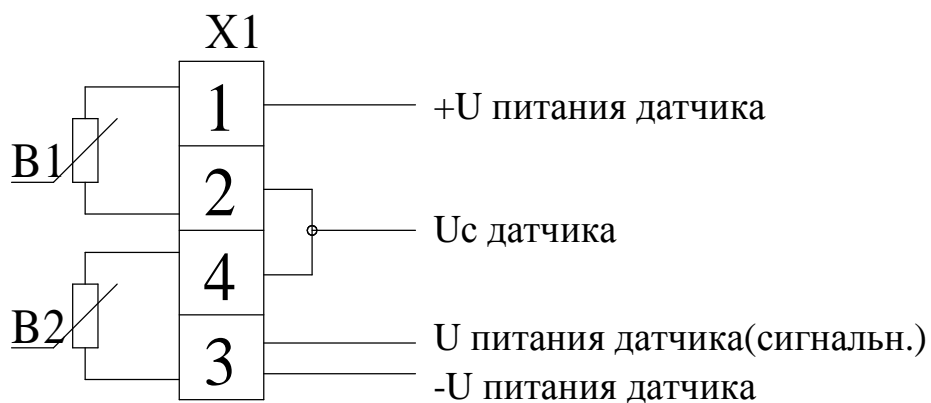 X1
1
+U питания датчика
B1
2
Uc датчика
4
B2
U питания датчика(сигнальн.)
3
-U питания датчика